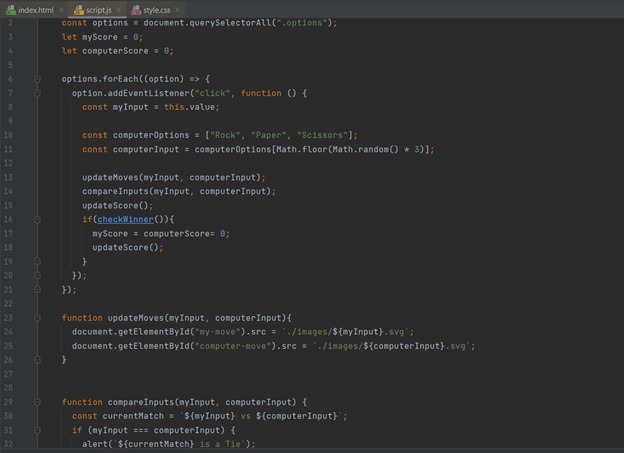 index.html script.js style.css
2 const options = document.querySelectorAll(".options");
3 let myScore = 0;
4 let computerScore = 0;
5
6 options.forEach((option) => {
7 option.addEventListener("click", function () {
8 const myInput = this.value;
9
10 const computerOptions = ["Rock", "Paper", "Scissors"];
11 const computerInput = computerOptions[Math.floor(Math.random() * 3)];
12
13 updateMoves(myInput, computerInput);
14 compareInputs(myInput, computerInput);
15 updateScore();
16 if(checkWinner()){
17 myScore = computerScore= 0;
18 updateScore();
19 }
20 });
21 });
22
23 function updateMoves(myInput, computerInput){
24 document.getElementById("my-move").src = `./images/${myInput}.svg`;
25 document.getElementById("computer-move").src = `./images/${computerInput}.svg`;
26 }
27
28
29 function compareInputs(myInput, computerInput) {
30 const currentMatch = `${myInput} vs ${computerInput}`;
31 if (myInput === computerInput) {
32 alert(`${currentMatch} is a Tie`);